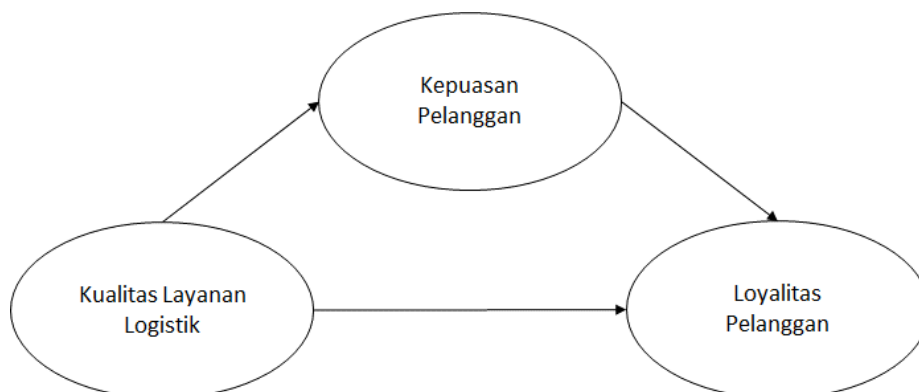 Kepuasan
Pelanggan
Kualitas Layanan
Logistik
Loyalitas
Pelanggan